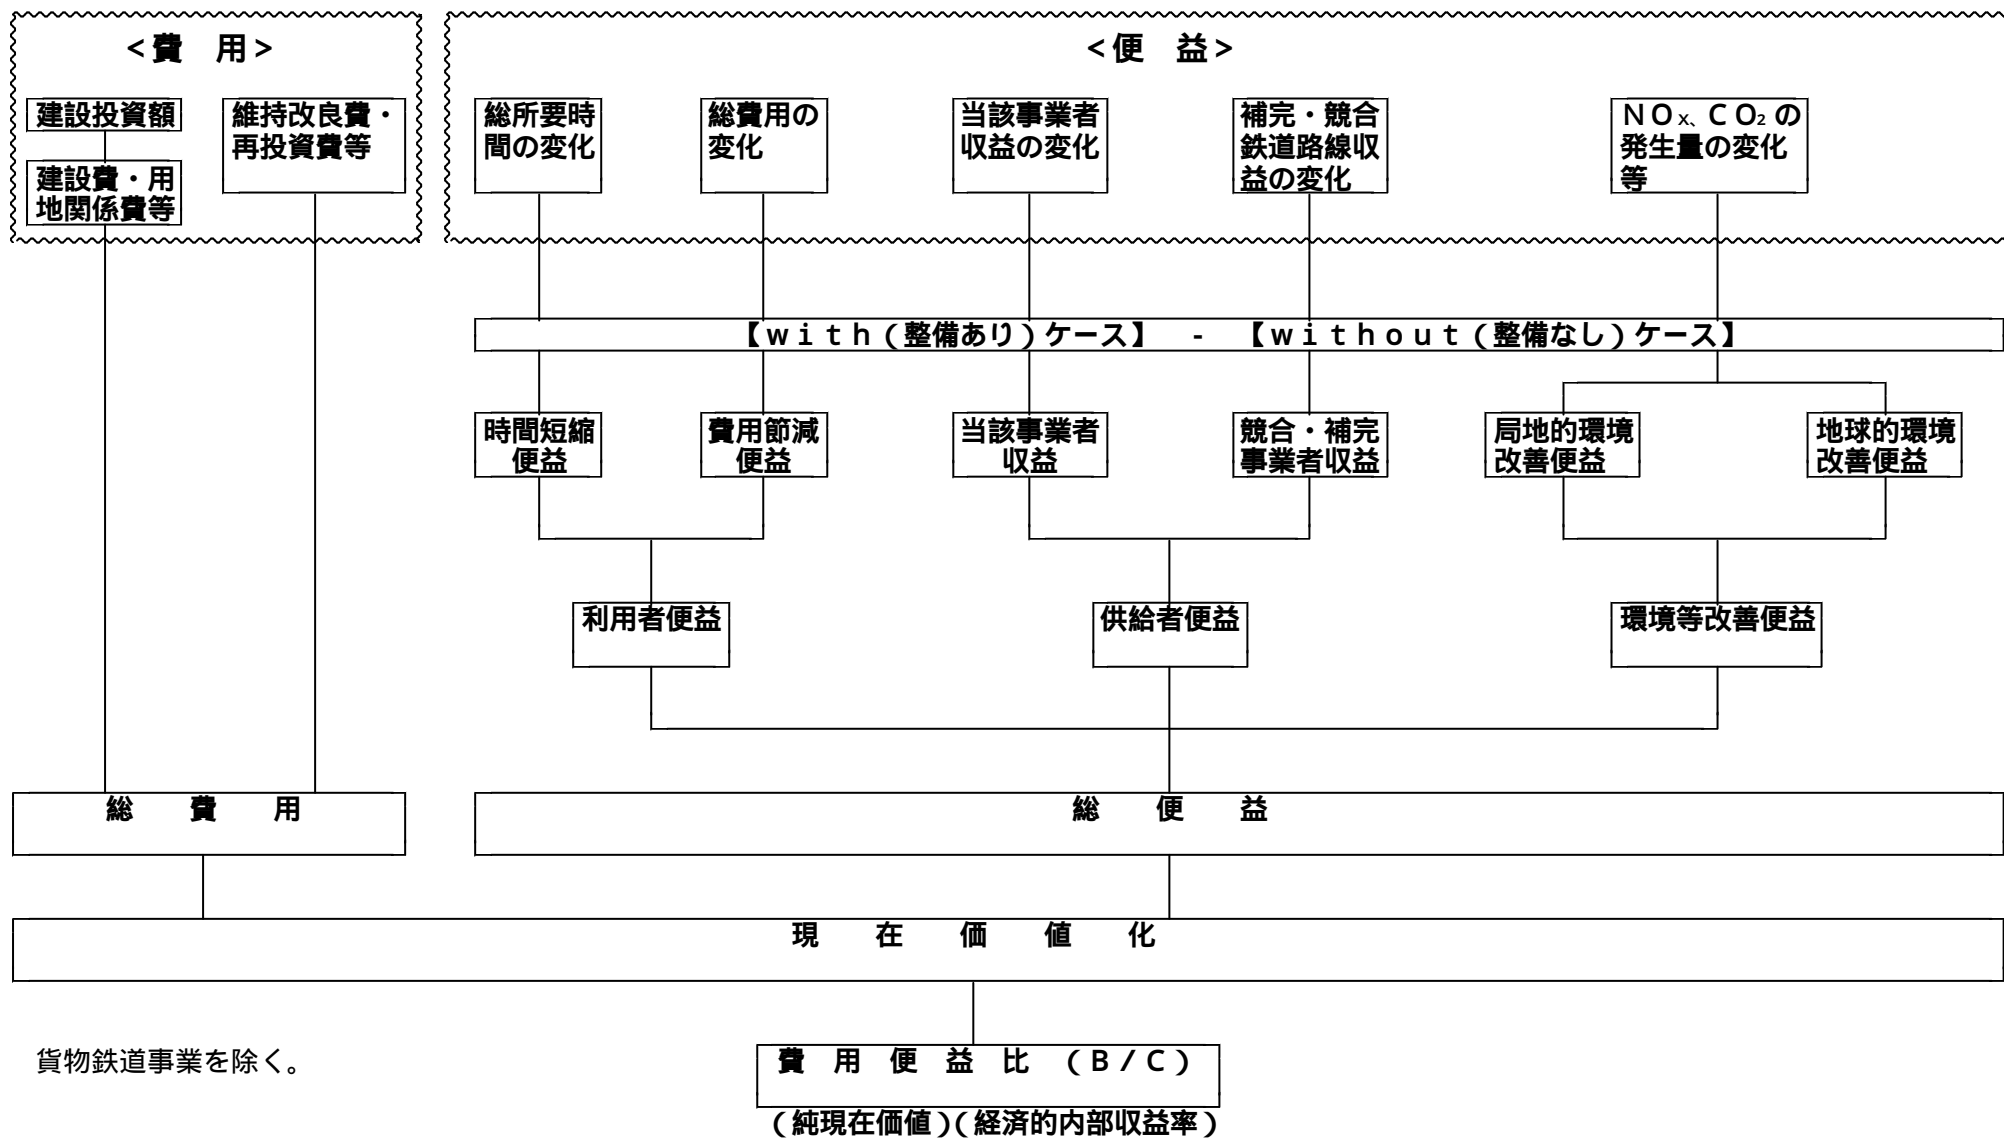 ＜費　用＞
＜便　益＞
建設投資額
建設費・用
地関係費等
維持改良費・
再投資費等
総所要時
間の変化
総費用の
変化
当該事業者
収益の変化
補完・競合
鉄道路線収
益の変化
ＮＯx、ＣＯ2の
発生量の変化
等
【ｗｉｔｈ（整備あり）ケース】　-　【ｗｉｔｈｏｕｔ（整備なし）ケース】
時間短縮
便益
費用節減
便益
当該事業者
収益
競合・補完
事業者収益
局地的環境
改善便益
地球的環境
改善便益
利用者便益
供給者便益
環境等改善便益
総　　費　　用
総　　便　　益
現　　在　　価　　値　　化
貨物鉄道事業を除く。
費　用　便　益　比　（Ｂ／Ｃ）
（純現在価値）（経済的内部収益率）